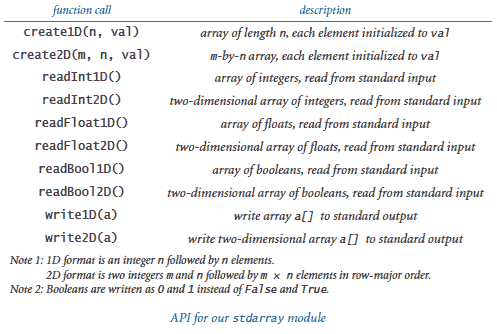 function call description
create1D(n, val) array of length n, each element initialized to val
create2D(m, n, val) m-by-n array, each element initialized to val
readInt1D() array of integers, read from standard input
readInt2D() two-dimensional array of integers, read from standard input
readFloat1D() array of floats, read from standard input
readFloat2D() two-dimensional array of floats, read from standard input
readBool1D() array of booleans, read from standard input
readBool2D() two-dimensional array of booleans, read from standard input
write1D(a) write array a[] to standard output
write2D(a) write two-dimensional array a[] to standard output
Note 1: 1D format is an integer n followed by n elements.
2D format is two integers m and n followed by m × n elements in row-major order.
Note 2: Booleans are written as 0 and 1 instead of False and True.
API for our stdarray module